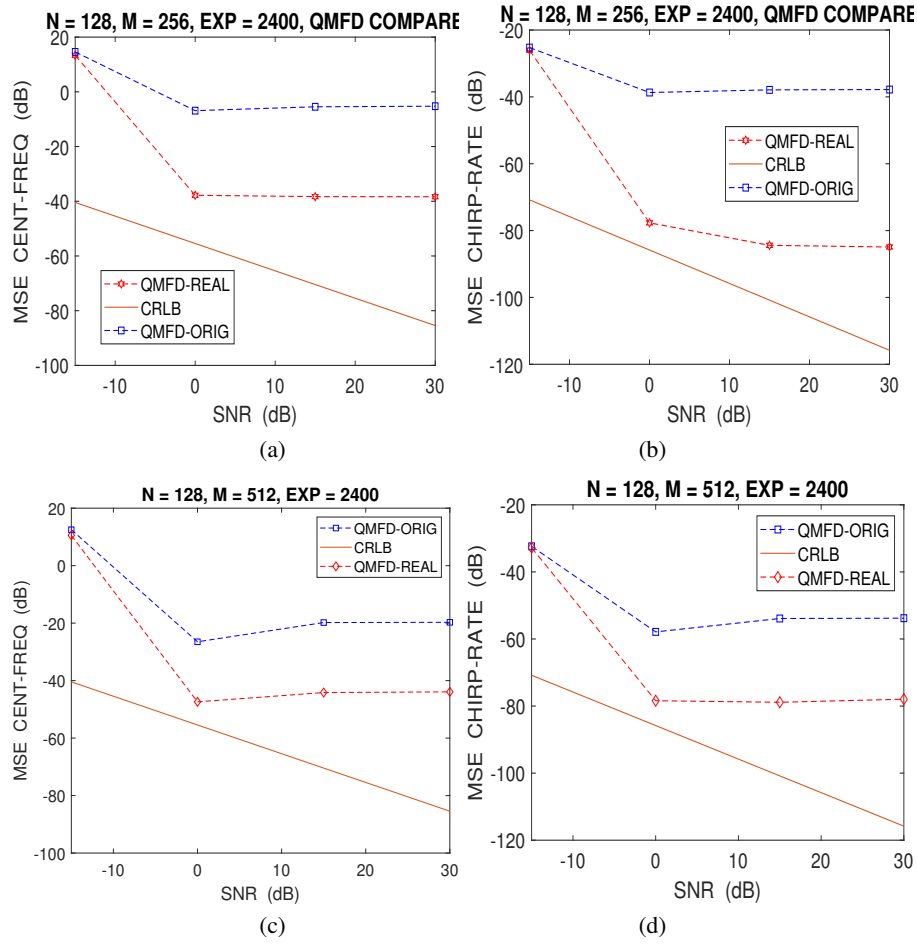 N = 128, M = 256, EXP = 2400, QMFD COMPARE
MSE CENT-FREQ (dB)
20
0
-20
-40
-60
-80
-100
QMFD-REAL
CRLB
QMFD-ORIG
-10
0
10
20
30
SNR (dB)
(a)
N = 128, M = 256, EXP = 2400, QMFD COMPARE
MSE CHIRP-RATE (dB)
-20
-40
-60
-80
-100
-120
QMFD-REAL
CRLB
QMFD-ORIG
-10
0
10
20
30
SNR (dB)
(b)
N = 128, M = 512, EXP = 2400
MSE CENT-FREQ (dB)
20
0
-20
-40
-60
-80
-100
QMFD-ORIG
CRLB
QMFD-REAL
-10
0
10
20
30
SNR (dB)
(c)
N = 128, M = 512, EXP = 2400
MSE CHIRP-RATE (dB)
-20
-40
-60
-80
-100
-120
QMFD-ORIG
CRLB
QMFD-REAL
-10
0
10
20
30
SNR (dB)
(d)